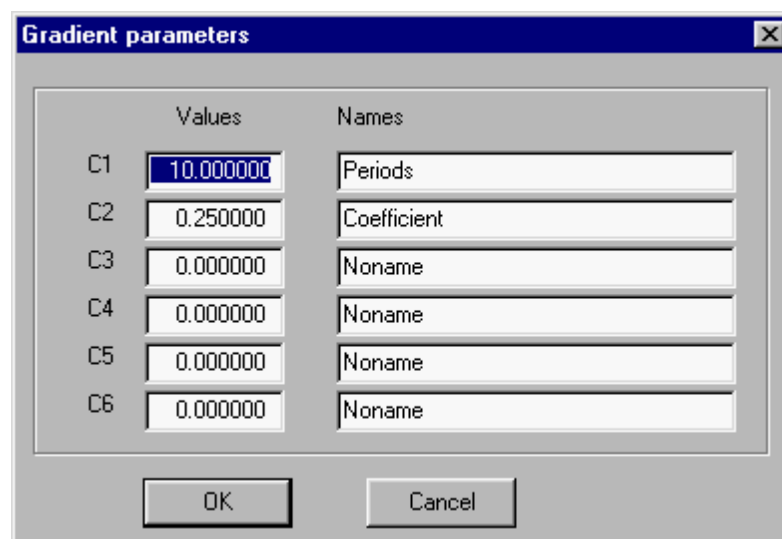 Gradient parameters
Values Names
C1 10.000000 Periods
C2 0.250000 Coefficient
C3 0.000000 Noname
C4 0.000000 Noname
C5 0.000000 Noname
C6 0.000000 Noname
OK Cancel